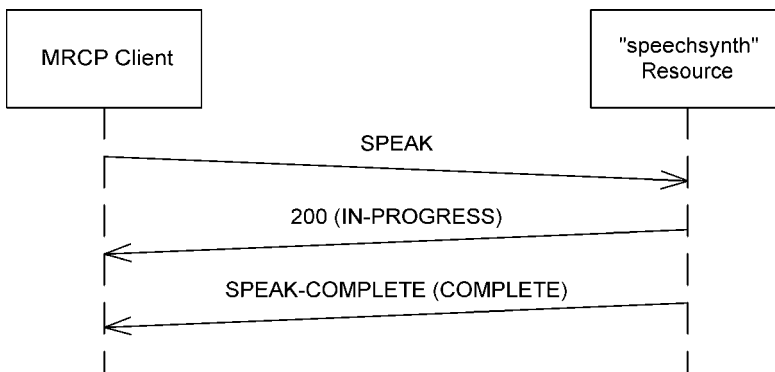 MRCP Client
"speechsynth"
Resource
SPEAK
200 (IN-PROGRESS)
SPEAK-COMPLETE (COMPLETE)